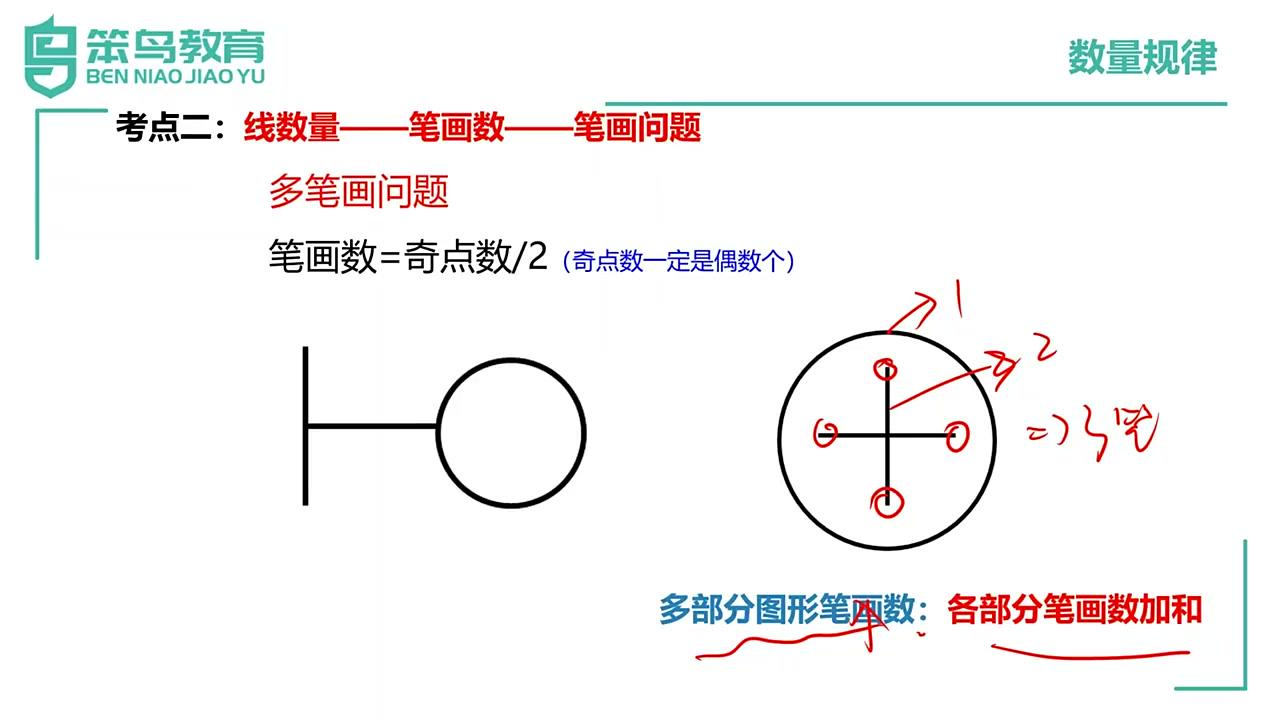 笨鸟教育
BEN NIAO JIAO YU
数量规律
考点二：线数量——笔画数——笔画问题
多笔画问题
笔画数=奇点数/2（奇点数一定是偶数个）
1
2
=>3笔
多部分图形笔画数：各部分笔画数加和